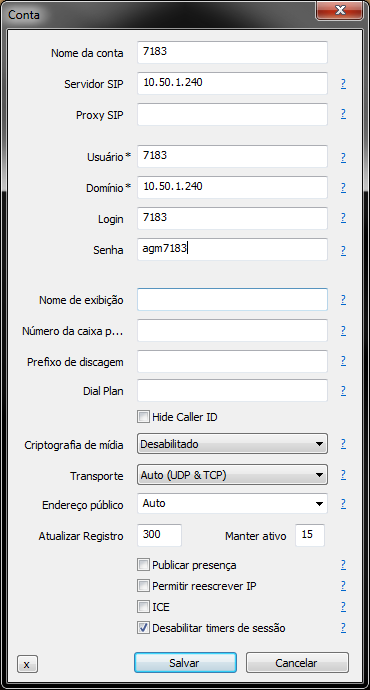 Conta
Nome da conta 7183
Servidor SIP 10.50.1.240 ?
Proxy SIP ?
Usuário* 7183 ?
Domínio* 10.50.1.240 ?
Login 7183 ?
Senha agm7183 ?
Nome de exibição ?
Número da caixa p... ?
Prefixo de discagem ?
Dial Plan ?
Hide Caller ID
Criptografia de mídia Desabilitado ?
Transporte Auto (UDP & TCP) ?
Endereço público Auto ?
Atualizar Registro 300 Manter ativo 15 ?
Publicar presença ?
Permitir reescrever IP ?
ICE ?
Desabilitar timers de sessão ?
x Salvar Cancelar